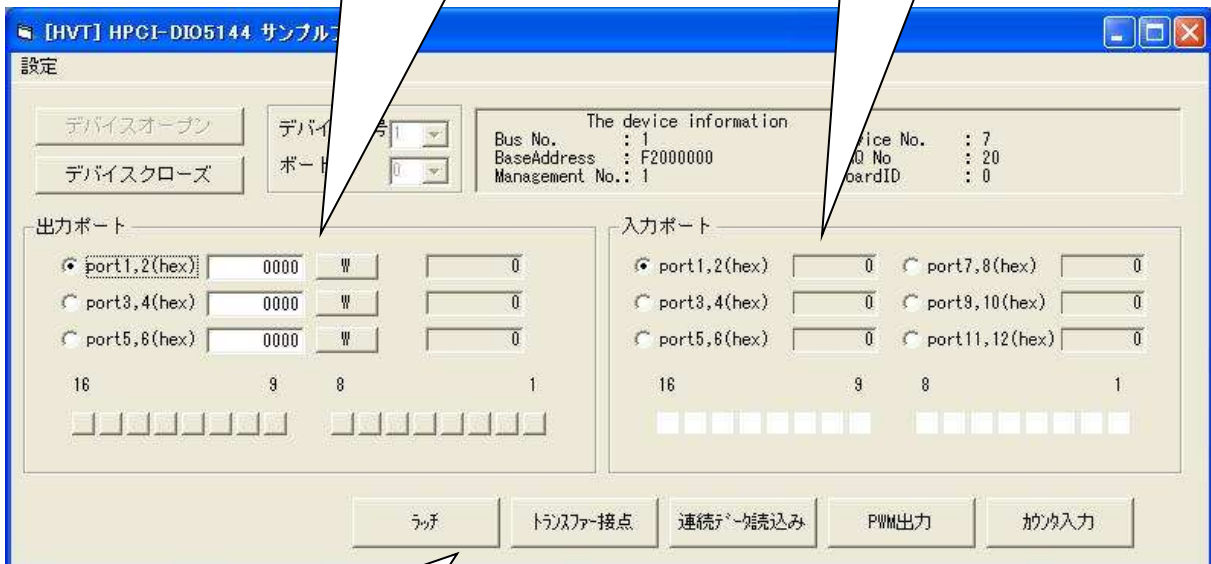 [HVT] HPCI-DIO5144 サンプル
設定
デバイスオープン
デバイスクローズ
デバイ 号 1
ボート 0
The device information
Bus No. : 1 vice No. : 7
BaseAddress : F2000000 Q No : 20
Management No.: 1 oardID : 0
出力ポート
port1,2(hex) 0000 W 0
port3,4(hex) 0000 W 0
port5,6(hex) 0000 W 0
16 9 8 1
入力ポート
port1,2(hex) 0 port7,8(hex) 0
port3,4(hex) 0 port9,10(hex) 0
port5,6(hex) 0 port11,12(hex) 0
16 9 8 1
ラッチ トランスファー接点 連続データ読込み PWM出力 カウンタ入力